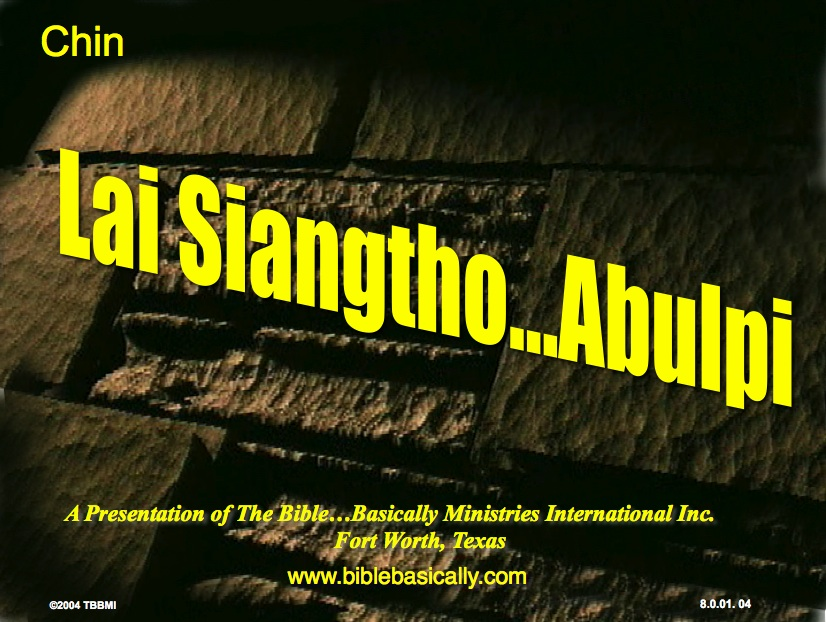 Chin
Lai Siangtho...Abulpi
A Presentation of The Bible…Basically Ministries International Inc.
Fort Worth, Texas
www.biblebasically.com
©2004 TBBMI
8.0.01. 04